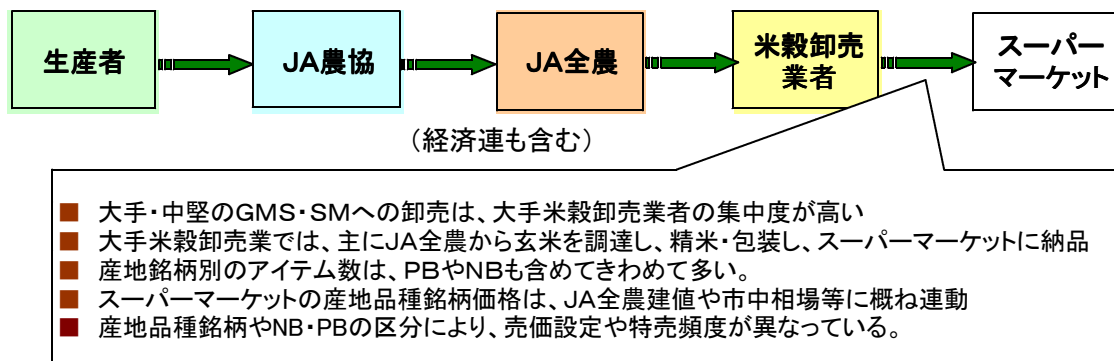 生産者
JA農協
JA全農
米穀卸売
業者
スーパー
マーケット
（経済連も含む）
■ 大手・中堅のGMS・SMへの卸売は、大手米穀卸売業者の集中度が高い
■ 大手米穀卸売業では、主にJA全農から玄米を調達し、精米・包装し、スーパーマーケットに納品
■ 産地銘柄別のアイテム数は、PBやNBも含めてきわめて多い。
■ スーパーマーケットの産地品種銘柄価格は、JA全農建値や市中相場等に概ね連動
■ 産地品種銘柄やNB・PBの区分により、売価設定や特売頻度が異なっている。